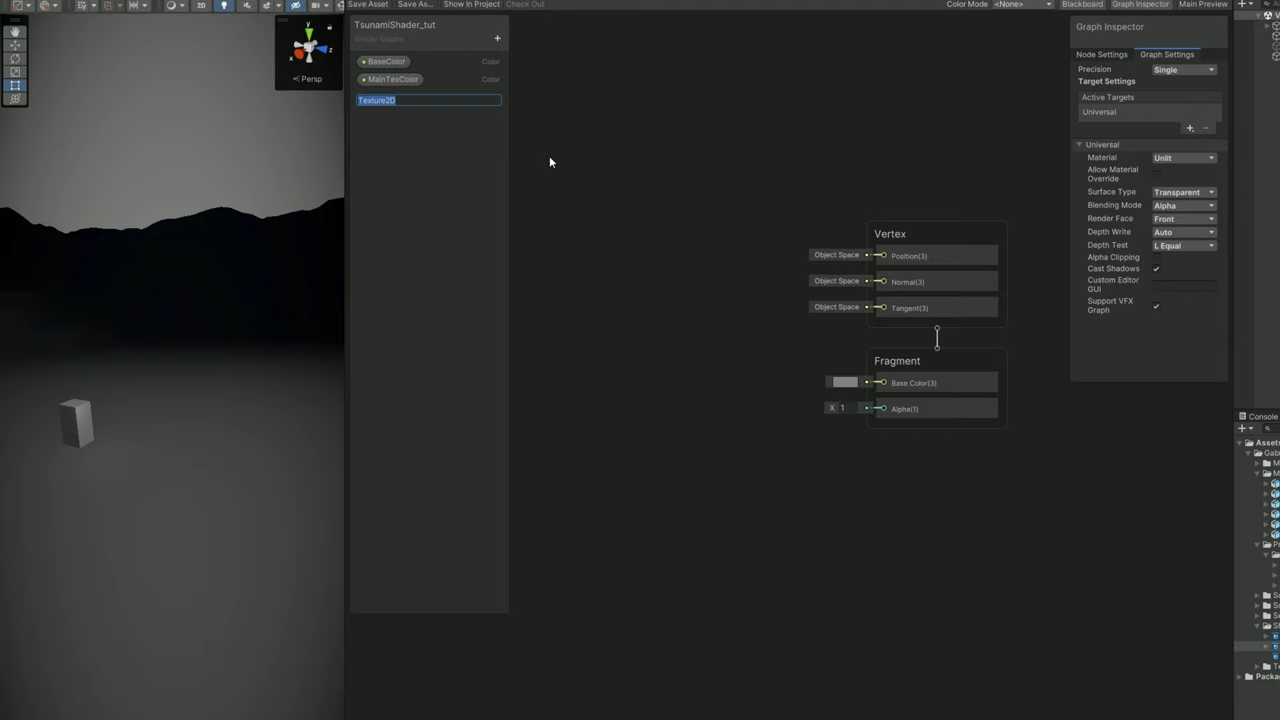 Save Asset Save As... Show In Project Check Out Color Mode <None> Blackboard Graph Inspector Main Preview
2D
TsunamiShader_tut
Shader Graphs
BaseColor Color
MainTexColor Color
Texture2D
y
x
z
Persp
Graph Inspector
Node Settings Graph Settings
Precision Single
Target Settings
Active Targets
Universal
Universal
Material Unlit
Allow Material
Override
Surface Type Transparent
Blending Mode Alpha
Render Face Front
Depth Write Auto
Depth Test L Equal
Alpha Clipping
Cast Shadows
Custom Editor
GUI
Support VFX
Graph
Vertex
Object Space Position(3)
Object Space Normal(3)
Object Space Tangent(3)
Fragment
Base Color(3)
X 1 Alpha(1)
Console
Assets
Gab
Packa